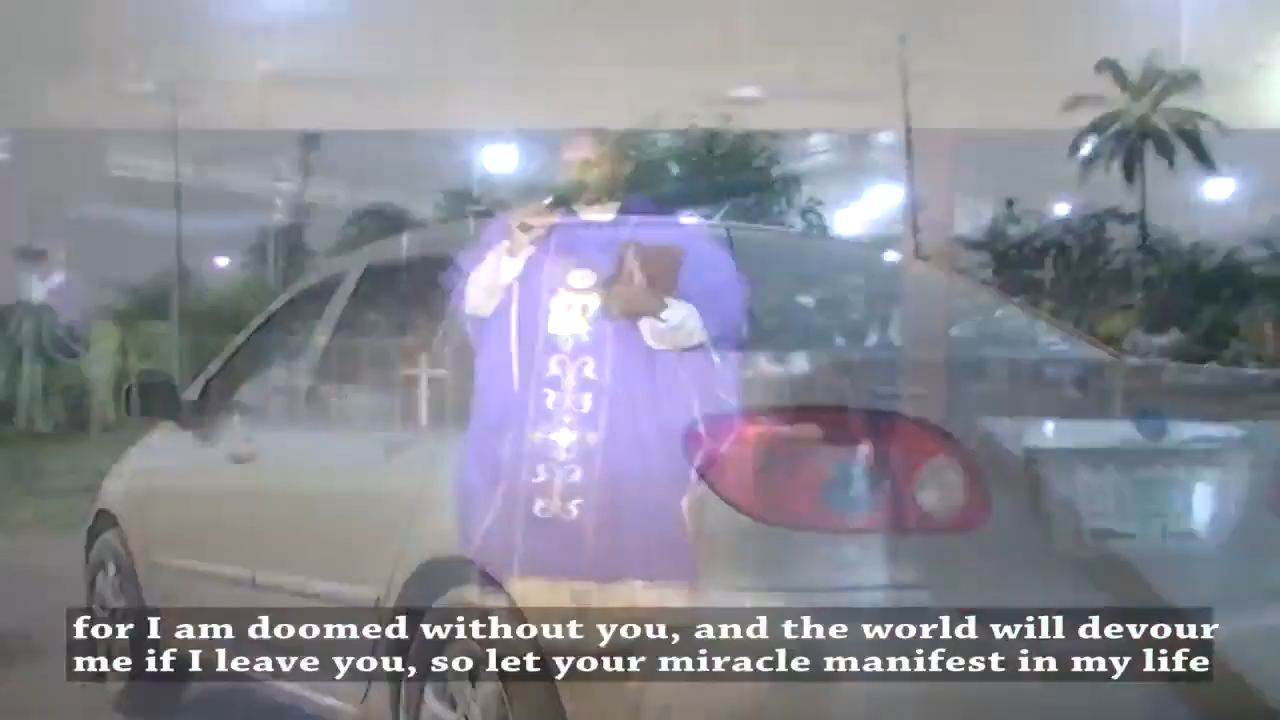 for I am doomed without you, and the world will devour
me if I leave you, so let your miracle manifest in my life